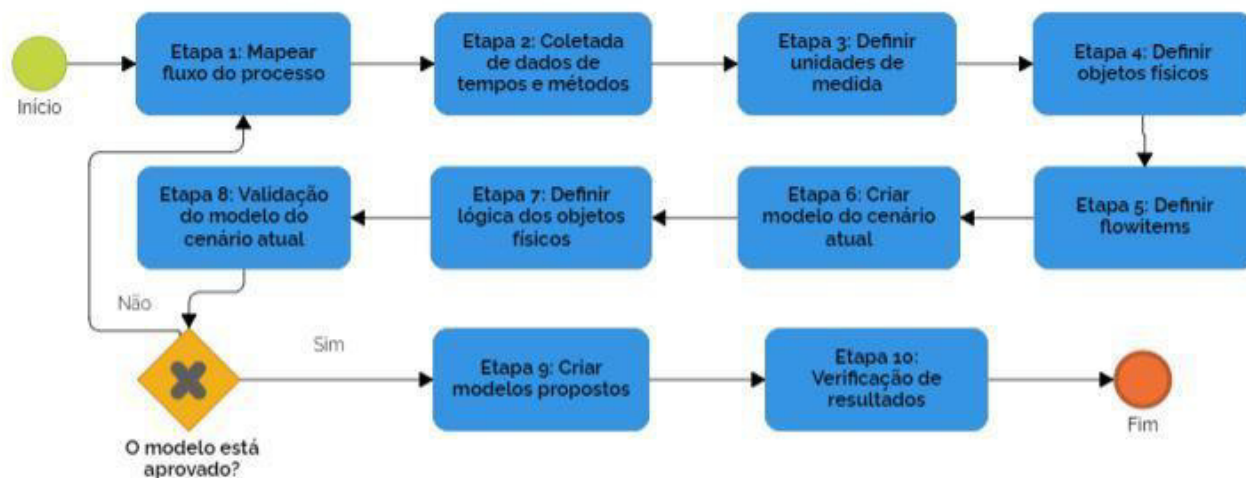 Início
Etapa 1: Mapear
fluxo do processo
Etapa 2: Coletada
de dados de
tempos e métodos
Etapa 3: Definir
unidades de
medida
Etapa 4: Definir
objetos físicos
Etapa 5: Definir
flowitems
Etapa 6: Criar
modelo do cenário
atual
Etapa 7: Definir
lógica dos objetos
físicos
Etapa 8: Validação
do modelo do
cenário atual
Não
O modelo está
aprovado?
Sim
Etapa 9: Criar
modelos propostos
Etapa 10:
Verificação de
resultados
Fim